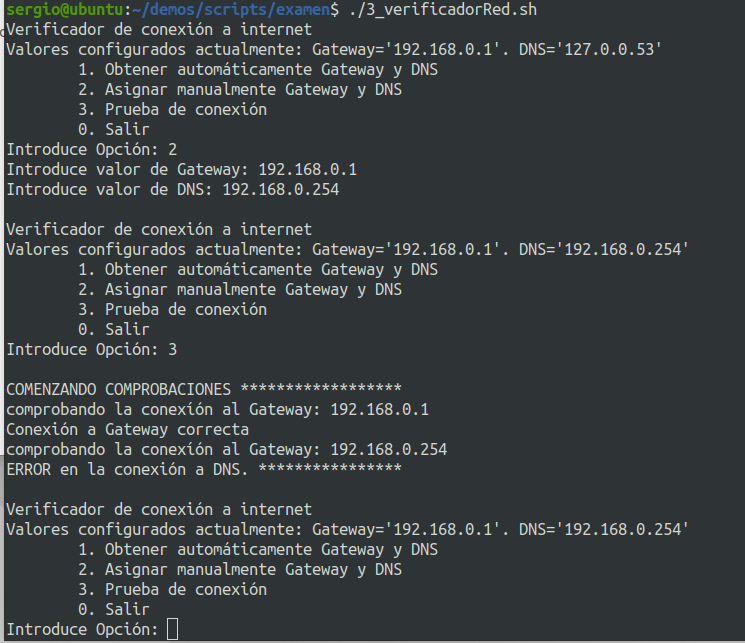 sergio@ubuntu:~/demos/scripts/examen$ ./3_verificadorRed.sh
Verificador de conexión a internet
Valores configurados actualmente: Gateway='192.168.0.1'. DNS='127.0.0.53'
        1. Obtener automáticamente Gateway y DNS
        2. Asignar manualmente Gateway y DNS
        3. Prueba de conexión
        0. Salir
Introduce Opción: 2
Introduce valor de Gateway: 192.168.0.1
Introduce valor de DNS: 192.168.0.254

Verificador de conexión a internet
Valores configurados actualmente: Gateway='192.168.0.1'. DNS='192.168.0.254'
        1. Obtener automáticamente Gateway y DNS
        2. Asignar manualmente Gateway y DNS
        3. Prueba de conexión
        0. Salir
Introduce Opción: 3

COMENZANDO COMPROBACIONES ******************
comprobando la conexíón al Gateway: 192.168.0.1
Conexión a Gateway correcta
comprobando la conexíón al Gateway: 192.168.0.254
ERROR en la conexión a DNS. ****************

Verificador de conexión a internet
Valores configurados actualmente: Gateway='192.168.0.1'. DNS='192.168.0.254'
        1. Obtener automáticamente Gateway y DNS
        2. Asignar manualmente Gateway y DNS
        3. Prueba de conexión
        0. Salir
Introduce Opción: